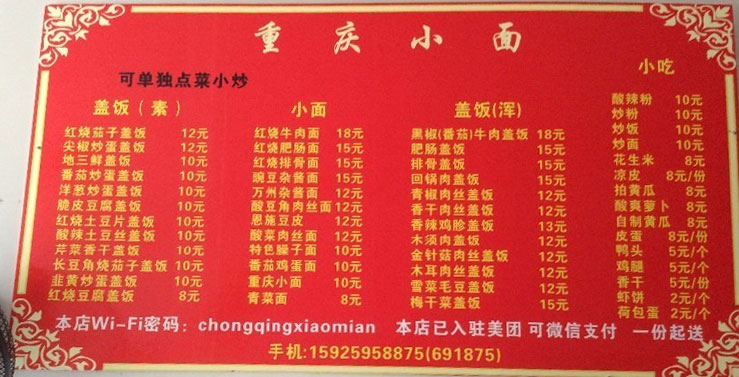 重庆小面
可单独点菜小炒
盖饭（素）
红烧茄子盖饭 12元
尖椒炒蛋盖饭 12元
地三鲜盖饭 10元
番茄炒蛋盖饭 10元
洋葱炒蛋盖饭 10元
脆皮豆腐盖饭 10元
红烧土豆片盖饭 10元
酸辣土豆丝盖饭 10元
芹菜香干盖饭 10元
长豆角烧茄子盖饭 10元
韭黄炒蛋盖饭 10元
红烧豆腐盖饭 8元
小面
红烧牛肉面 18元
红烧肥肠面 15元
红烧排骨面 15元
豌豆杂酱面 15元
万州杂酱面 12元
酸豆角肉丝面 12元
恩施豆皮 12元
酸菜肉丝面 12元
特色臊子面 10元
番茄鸡蛋面 10元
重庆小面 10元
青菜面 8元
盖饭(浑)
黑椒(番茄)牛肉盖饭 18元
肥肠盖饭 15元
排骨盖饭 15元
回锅肉盖饭 15元
青椒肉丝盖饭 12元
香干肉丝盖饭 12元
香辣鸡胗盖饭 13元
木须肉盖饭 12元
金针菇肉丝盖饭 12元
木耳肉丝盖饭 12元
雪菜毛豆盖饭 12元
梅干菜盖饭 15元
小吃
酸辣粉 10元
炒粉 10元
炒饭 10元
炒面 10元
花生米 8元
凉皮 8元/份
拍黄瓜 8元
酸爽萝卜 8元
自制黄瓜 8元
皮蛋 8元/份
鸭头 5元/个
鸡腿 5元/个
香干 5元/份
虾饼 2元/个
荷包蛋 2元/个
本店Wi-Fi密码：chongqingxiaomian 本店已入驻美团 可微信支付 一份起送
手机:15925958875(691875)